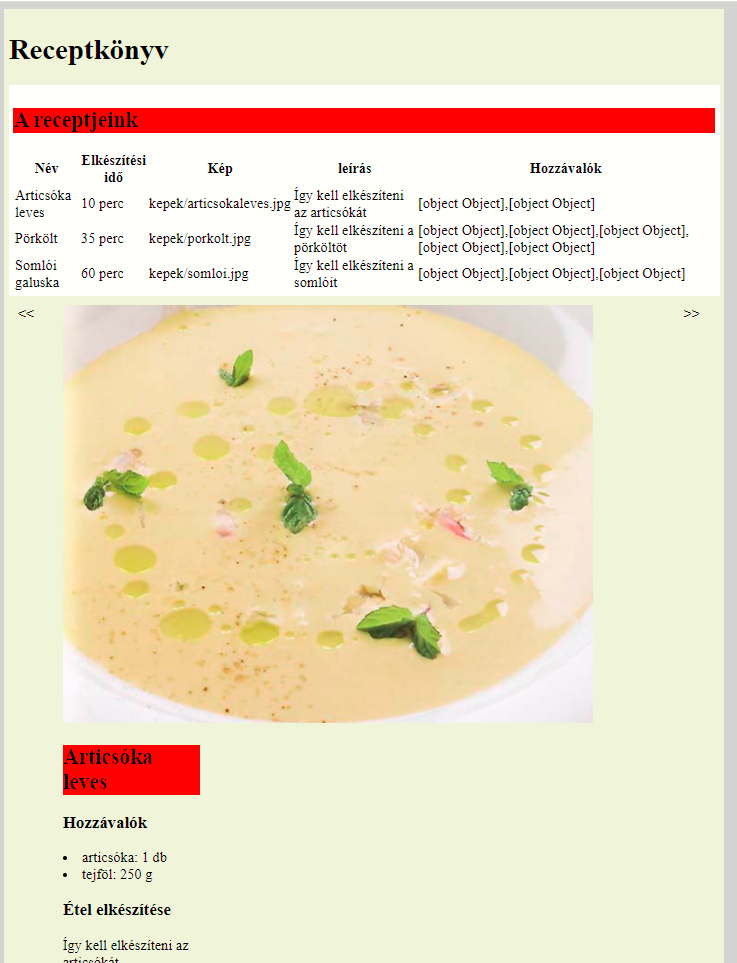 Receptkönyv
A receptjeink
Név Elkészítési idő Kép leírás Hozzávalók
Articsóka leves 10 perc kepek/articsokaleves.jpg Így kell elkészíteni az articsókát [object Object],[object Object]
Pörkölt 35 perc kepek/porkolt.jpg Így kell elkészíteni a pörköltöt [object Object],[object Object],[object Object],[object Object],[object Object]
Somlói galuska 60 perc kepek/somloi.jpg Így kell elkészíteni a somlóit [object Object],[object Object],[object Object]
<< >>
Articsóka
leves
Hozzávalók
• articsóka: 1 db
• tejföl: 250 g
Étel elkészítése
Így kell elkészíteni az
articsókát